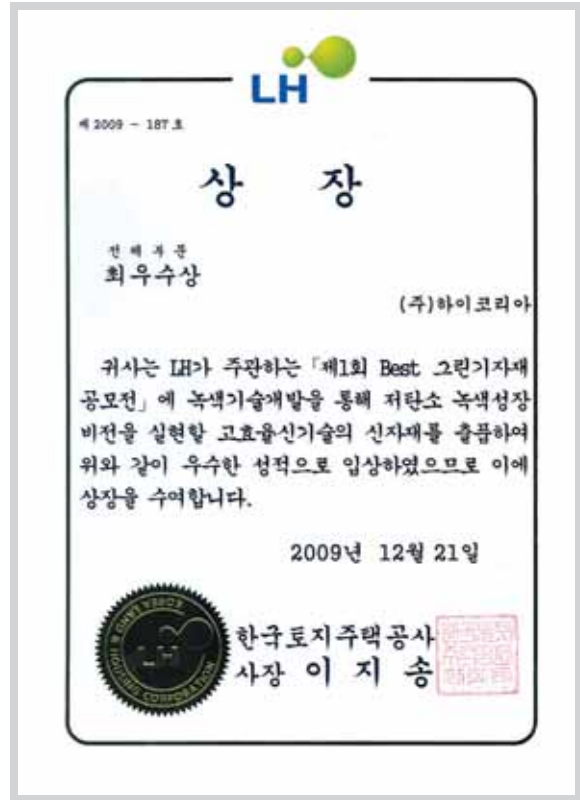 LH
제 2009 - 187 호
상 장
최우수상
(주)하이코리아
귀사는 LH가 주관하는 「제1회 Best 그린기자재
공모전」에 녹색기술개발을 통해 저탄소 녹색성장
비전을 실현할 고효율신기술의 신자재를 출품하여
위와 같이 우수한 성적으로 입상하였으므로 이에
상장을 수여합니다.
2009년 12월 21일
KOREA LAND & HOUSING CORPORATION
LH
한국토지주택공사
사장 이 지 송